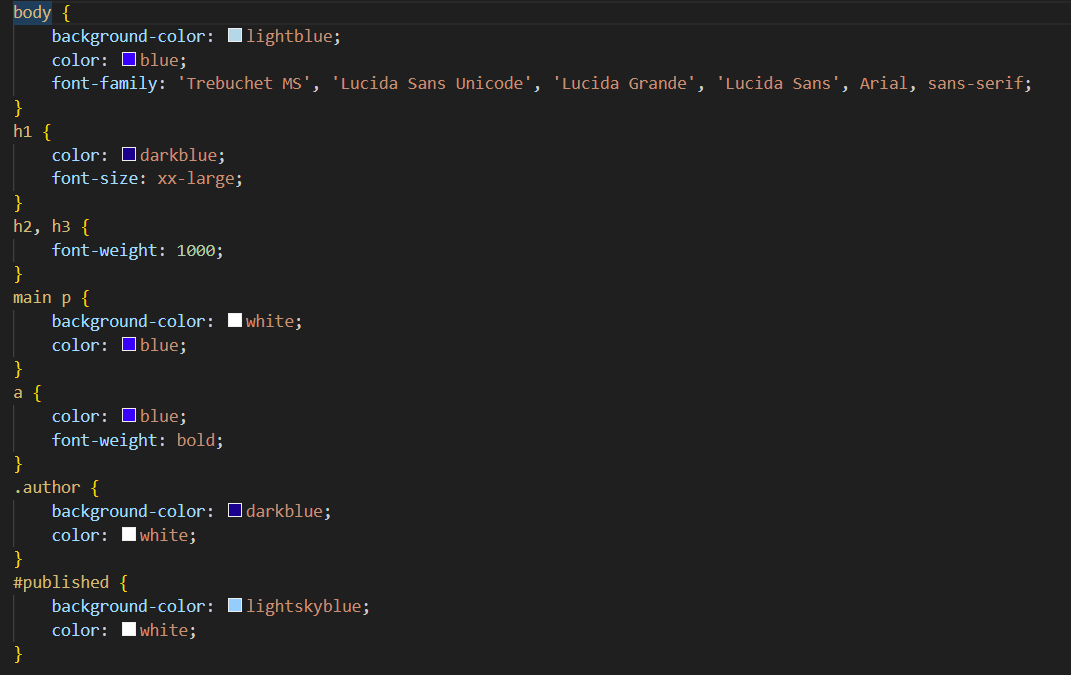 body {
    background-color: lightblue;
    color: blue;
    font-family: 'Trebuchet MS', 'Lucida Sans Unicode', 'Lucida Grande', 'Lucida Sans', Arial, sans-serif;
}
h1 {
    color: darkblue;
    font-size: xx-large;
}
h2, h3 {
    font-weight: 1000;
}
main p {
    background-color: white;
    color: blue;
}
a {
    color: blue;
    font-weight: bold;
}
.author {
    background-color: darkblue;
    color: white;
}
#published {
    background-color: lightskyblue;
    color: white;
}